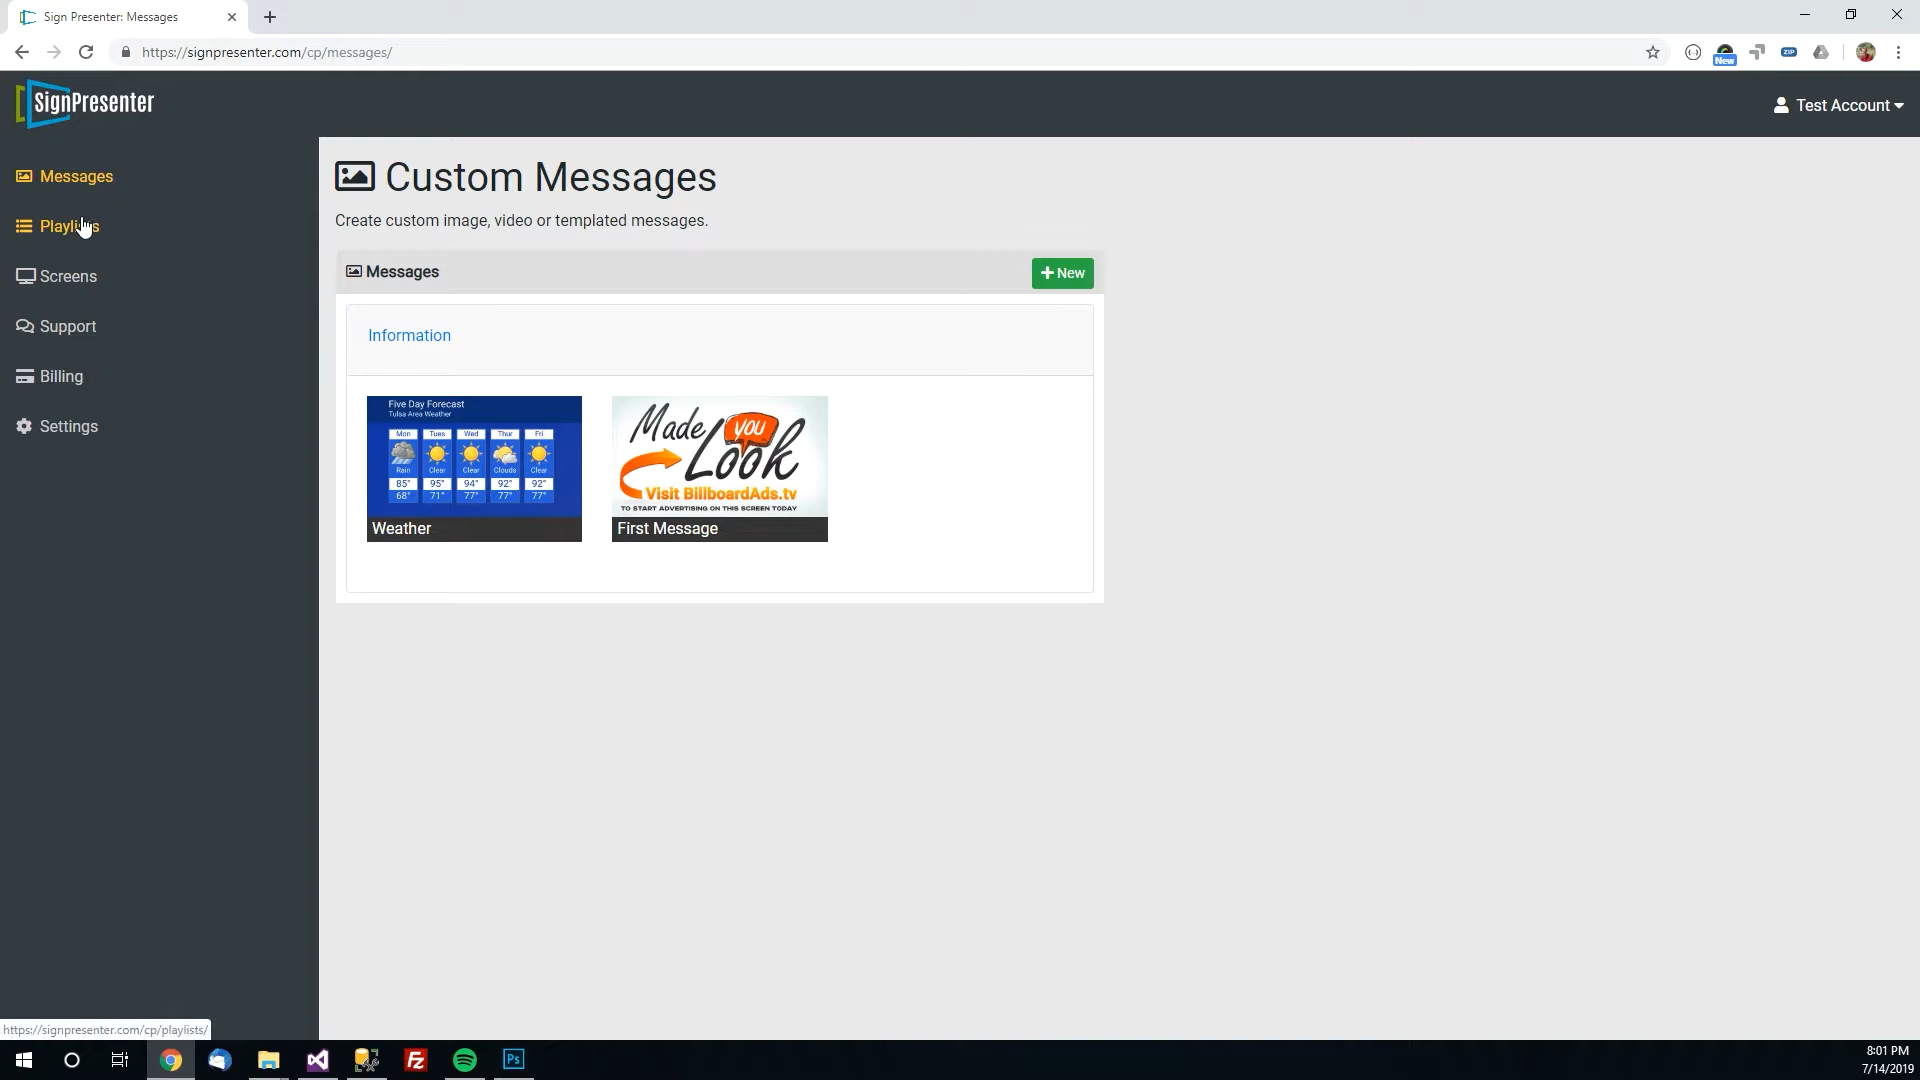 Sign Presenter: Messages
https://signpresenter.com/cp/messages/
New
ZIP
SignPresenter
Test Account
Messages
Playlists
Screens
Support
Billing
Settings
Custom Messages
Create custom image, video or templated messages.
Messages
New
Information
Five Day Forecast
Tulsa Area Weather
Mon Tues Wed Thur Fri
Rain Clear Clear Clouds Clear
85° 95° 94° 92° 92°
68° 71° 77° 77° 77°
Weather
Made YOU
Look
Visit BillboardAds.tv
TO START ADVERTISING ON THIS SCREEN TODAY
First Message
https://signpresenter.com/cp/playlists/
Fz
Ps
8:01 PM
7/14/2019